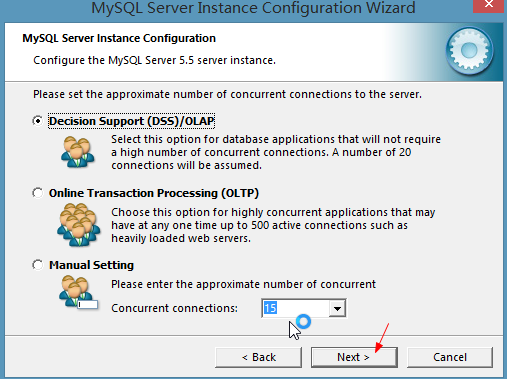 MySQL Server Instance Configuration Wizard
MySQL Server Instance Configuration
Configure the MySQL Server 5.5 server instance.
Please set the approximate number of concurrent connections to the server.
Decision Support (DSS)/OLAP
Select this option for database applications that will not require
a high number of concurrent connections. A number of 20
connections will be assumed.
Online Transaction Processing (OLTP)
Choose this option for highly concurrent applications that may
have at any one time up to 500 active connections such as
heavily loaded web servers.
Manual Setting
Please enter the approximate number of concurrent
Concurrent connections: 15
< Back Next > Cancel